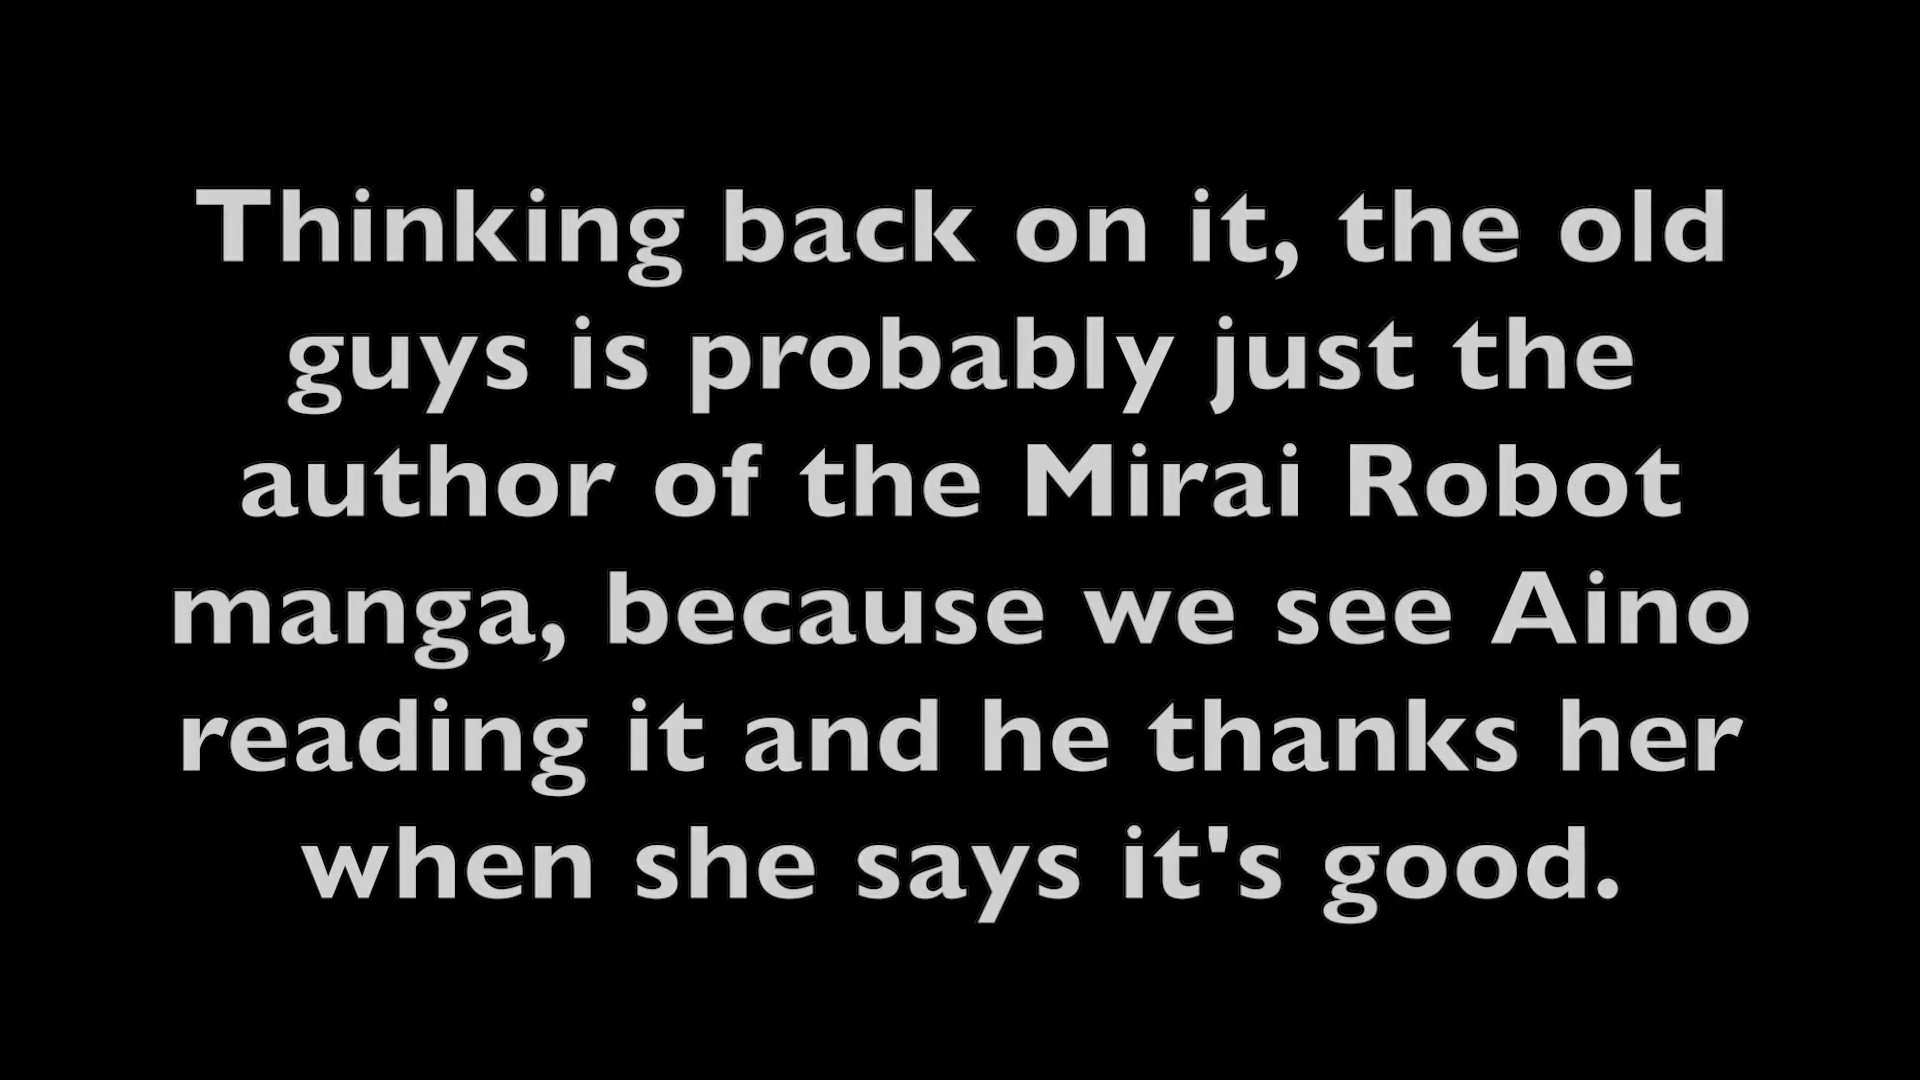 Thinking back on it, the old
guys is probably just the
author of the Mirai Robot
manga, because we see Aino
reading it and he thanks her
when she says it's good.